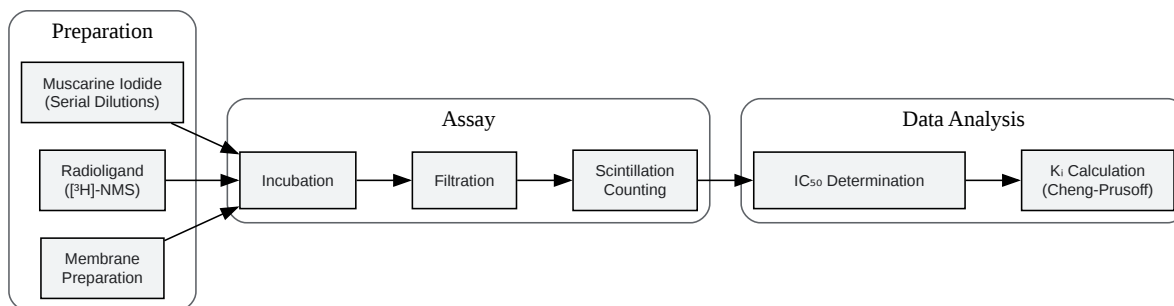 Preparation
Muscarine Iodide
(Serial Dilutions)
Radioligand
([³H]-NMS)
Membrane
Preparation
Assay
Incubation
Filtration
Scintillation
Counting
Data Analysis
IC₅₀ Determination
Kᵢ Calculation
(Cheng-Prusoff)